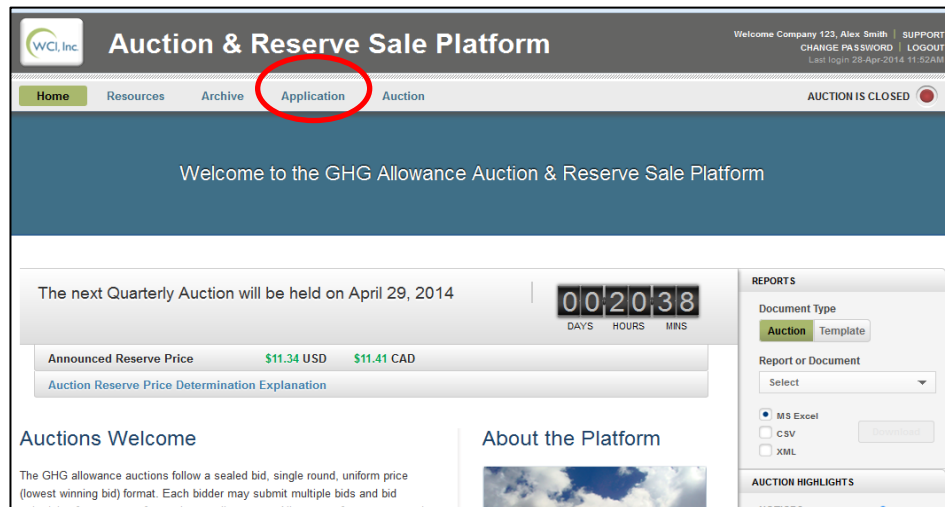 WCI, Inc.
Auction & Reserve Sale Platform
Welcome Company 123, Alex Smith | SUPPORT
CHANGE PASSWORD | LOGOUT
Last login 28-Apr-2014 11:52AM
Home Resources Archive Application Auction
AUCTION IS CLOSED
Welcome to the GHG Allowance Auction & Reserve Sale Platform
The next Quarterly Auction will be held on April 29, 2014
00:20:38
DAYS HOURS MINS
Announced Reserve Price $11.34 USD $11.41 CAD
Auction Reserve Price Determination Explanation
REPORTS
Document Type
Auction Template
Report or Document
Select
MS Excel
CSV
Download
XML
AUCTION HIGHLIGHTS
Auctions Welcome
The GHG allowance auctions follow a sealed bid, single round, uniform price
(lowest winning bid) format. Each bidder may submit multiple bids and bid
About the Platform